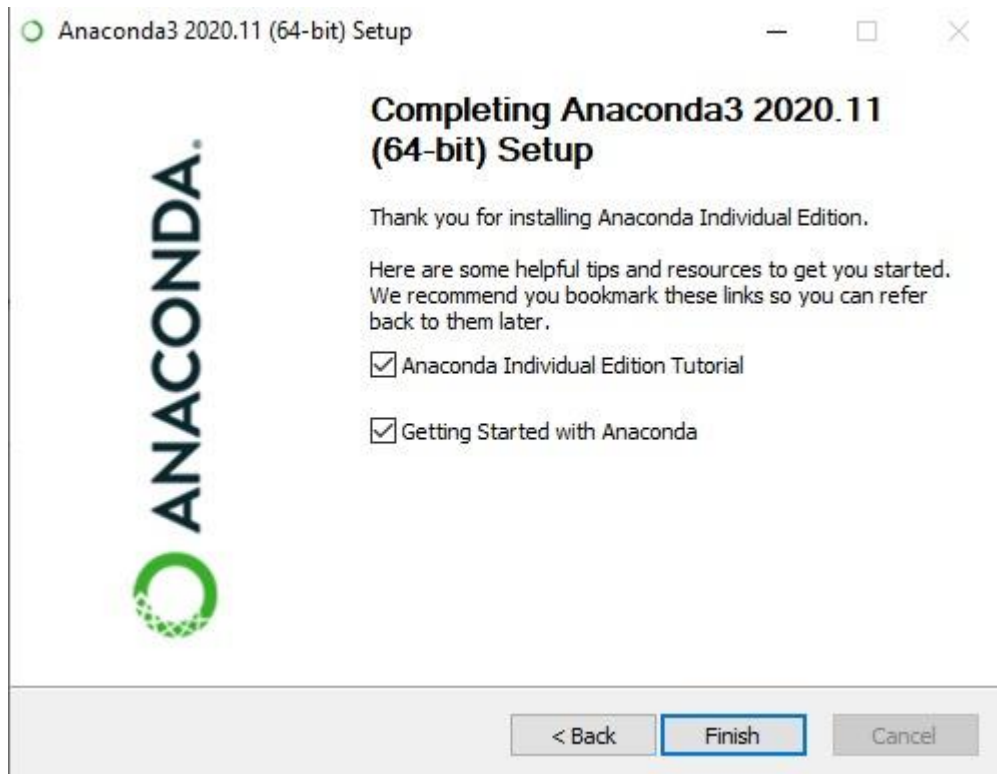 Anaconda3 2020.11 (64-bit) Setup
Completing Anaconda3 2020.11
(64-bit) Setup
Thank you for installing Anaconda Individual Edition.
Here are some helpful tips and resources to get you started.
We recommend you bookmark these links so you can refer
back to them later.
Anaconda Individual Edition Tutorial
Getting Started with Anaconda
ANACONDA.
< Back
Finish
Cancel